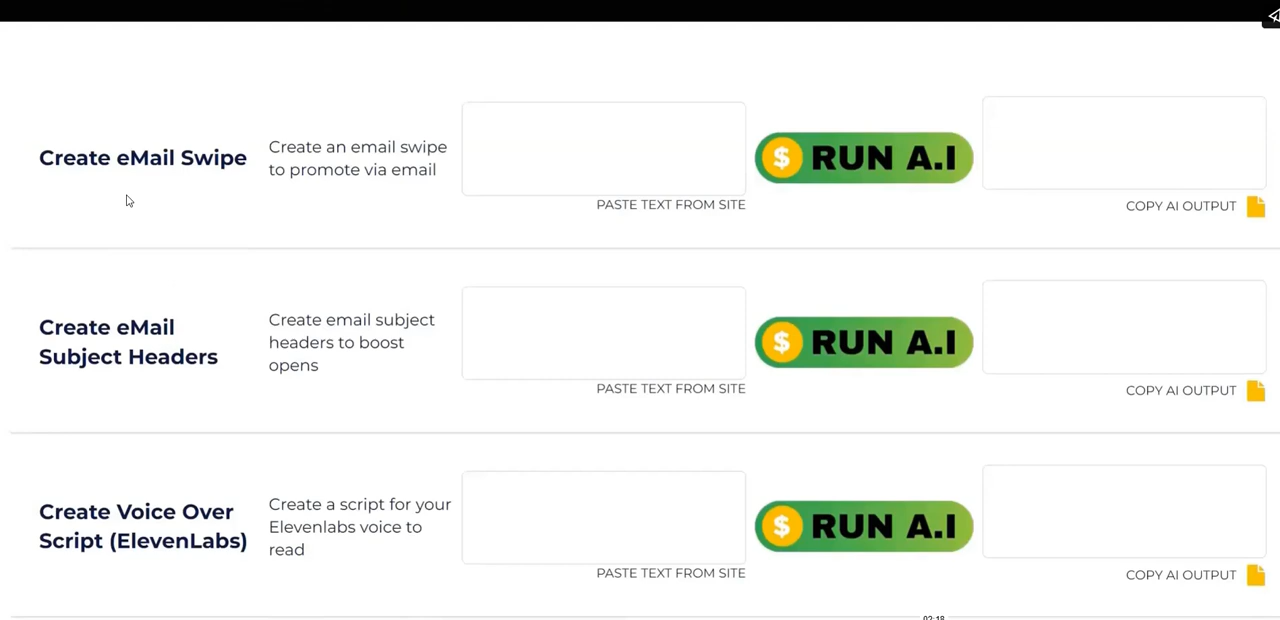 Create eMail Swipe
Create an email swipe
to promote via email
PASTE TEXT FROM SITE
$ RUN A.I
COPY AI OUTPUT
Create eMail
Subject Headers
Create email subject
headers to boost
opens
PASTE TEXT FROM SITE
$ RUN A.I
COPY AI OUTPUT
Create Voice Over
Script (ElevenLabs)
Create a script for your
Elevenlabs voice to
read
PASTE TEXT FROM SITE
$ RUN A.I
COPY AI OUTPUT